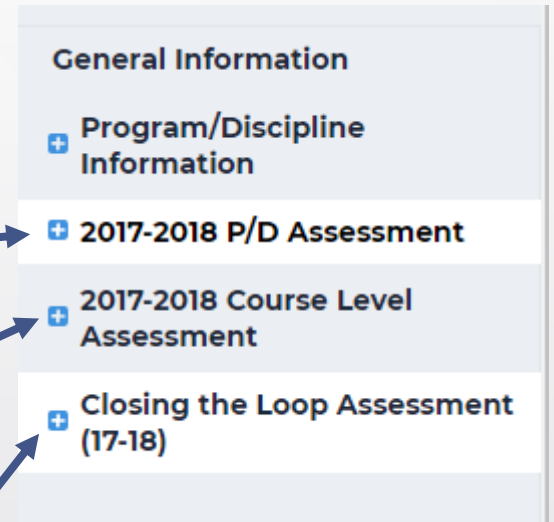 General Information
Program/Discipline
Information
2017-2018 P/D Assessment
2017-2018 Course Level
Assessment
Closing the Loop Assessment
(17-18)